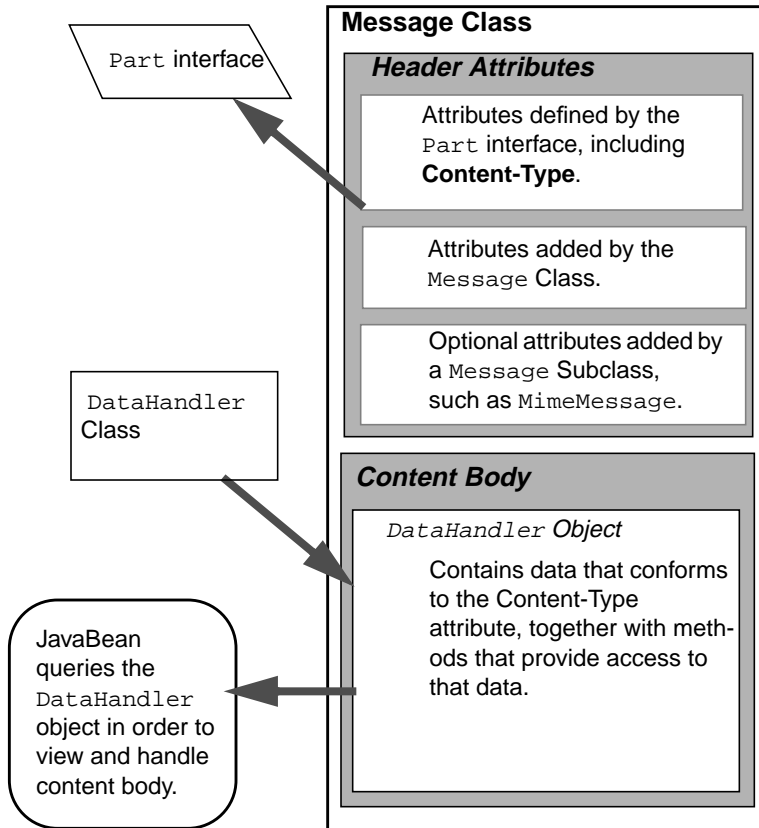 Message Class
Part interface
Header Attributes
Attributes defined by the
Part interface, including
Content-Type.
Attributes added by the
Message Class.
Optional attributes added by
a Message Subclass,
such as MimeMessage.
DataHandler
Class
Content Body
DataHandler Object
Contains data that conforms
to the Content-Type
attribute, together with meth-
ods that provide access to
that data.
JavaBean
queries the
DataHandler
object in order to
view and handle
content body.